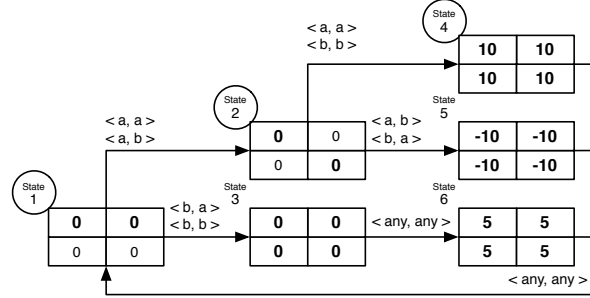 State
4
< a, a >
< b, b >
10 10
10 10
State
2
< a, a >
< a, b >
0 0
0 0
< a, b >
< b, a >
State
5
-10 -10
-10 -10
State
1
0 0
0 0
< b, a >
< b, b >
State
3
0 0
0 0
< any, any >
State
6
5 5
5 5
< any, any >